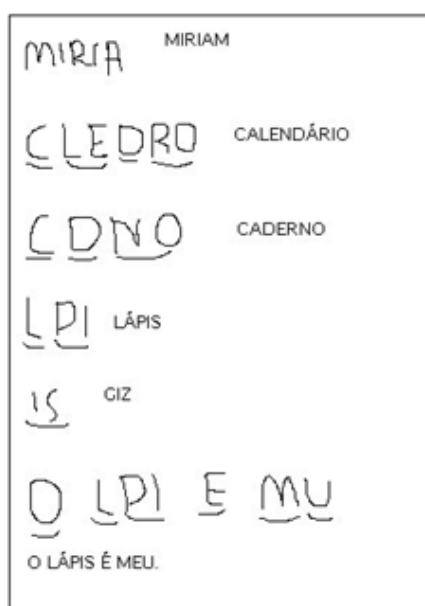 MIRIA MIRIAM
CLEDRO CALENDÁRIO
CDNO CADERNO
LPI LÁPIS
IS GIZ
O LPI E MU
O LÁPIS É MEU.